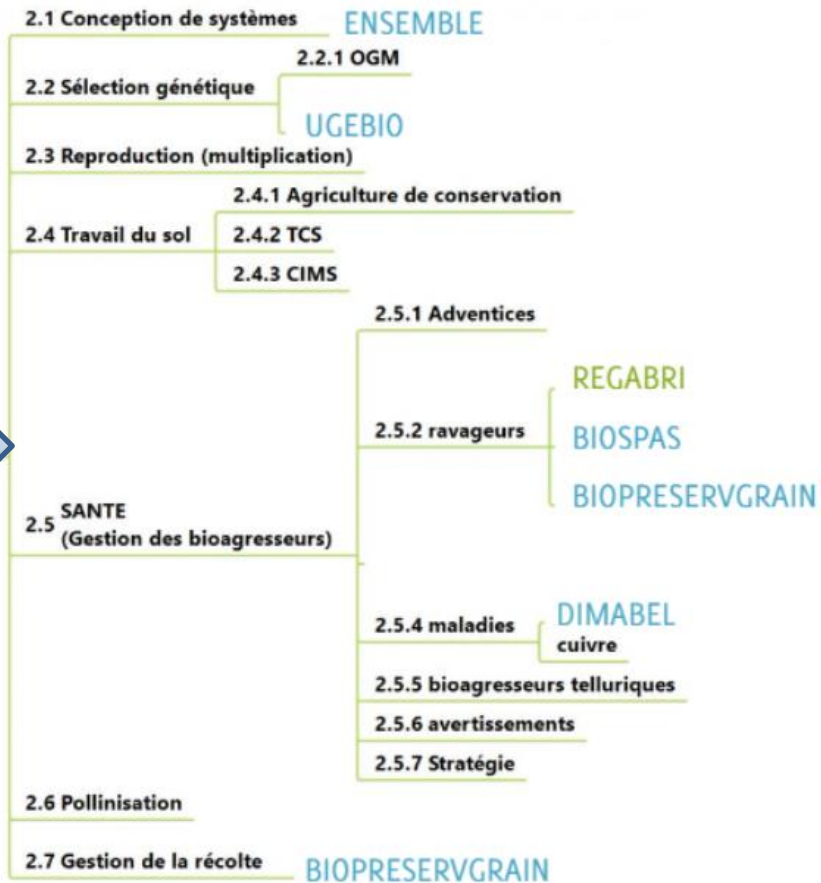 2.1 Conception de systèmes
ENSEMBLE
2.2.1 OGM
2.2 Sélection génétique
UGEBIO
2.3 Reproduction (multiplication)
2.4.1 Agriculture de conservation
2.4 Travail du sol
2.4.2 TCS
2.4.3 CIMS
2.5.1 Adventices
REGABRI
2.5.2 ravageurs
BIOSPAS
BIOPRESERVGRAIN
2.5 SANTE
(Gestion des bioagresseurs)
DIMABEL
2.5.4 maladies
cuivre
2.5.5 bioagresseurs telluriques
2.5.6 avertissements
2.5.7 Stratégie
2.6 Pollinisation
2.7 Gestion de la récolte
BIOPRESERVGRAIN